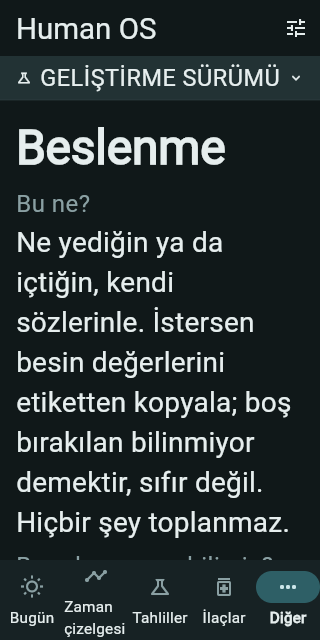 Human OS
GELİŞTİRME SÜRÜMÜ
Beslenme
Bu ne?
Ne yediğin ya da
içtiğin, kendi
sözlerinle. İstersen
besin değerlerini
etiketten kopyala; boş
bırakılan bilinmiyor
demektir, sıfır değil.
Hiçbir şey toplanmaz.
Bugün
Zaman
çizelgesi
Tahliller
İlaçlar
Diğer